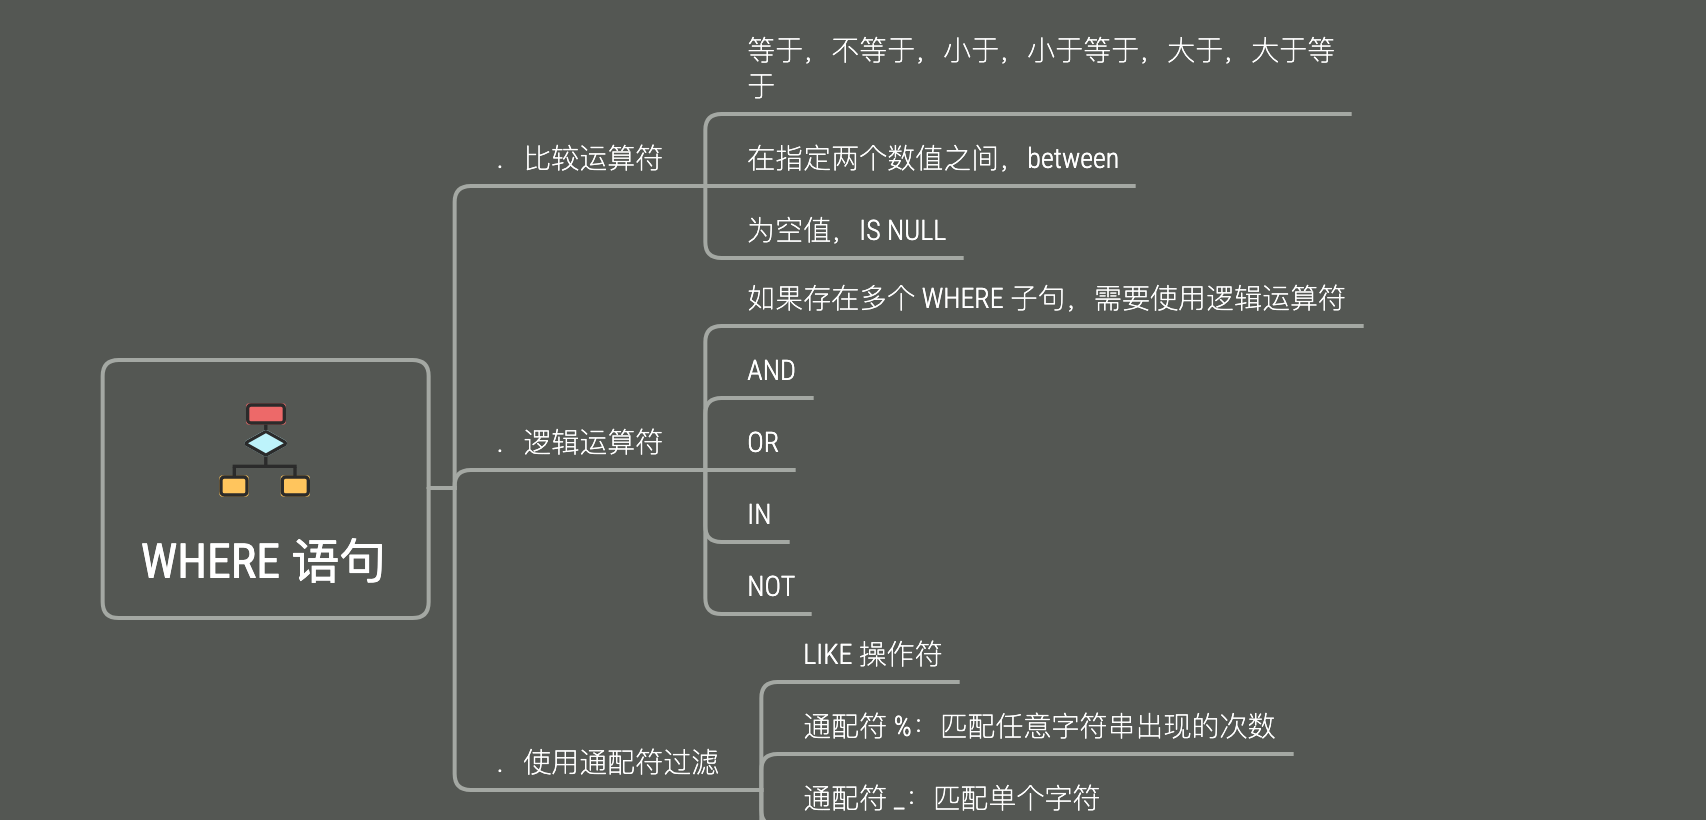 等于，不等于，小于，小于等于，大于，大于等
于
. 比较运算符
在指定两个数值之间，between
为空值，IS NULL
如果存在多个 WHERE 子句，需要使用逻辑运算符
AND
. 逻辑运算符
OR
IN
WHERE 语句
NOT
LIKE 操作符
通配符 %：匹配任意字符串出现的次数
. 使用通配符过滤
通配符 _：匹配单个字符